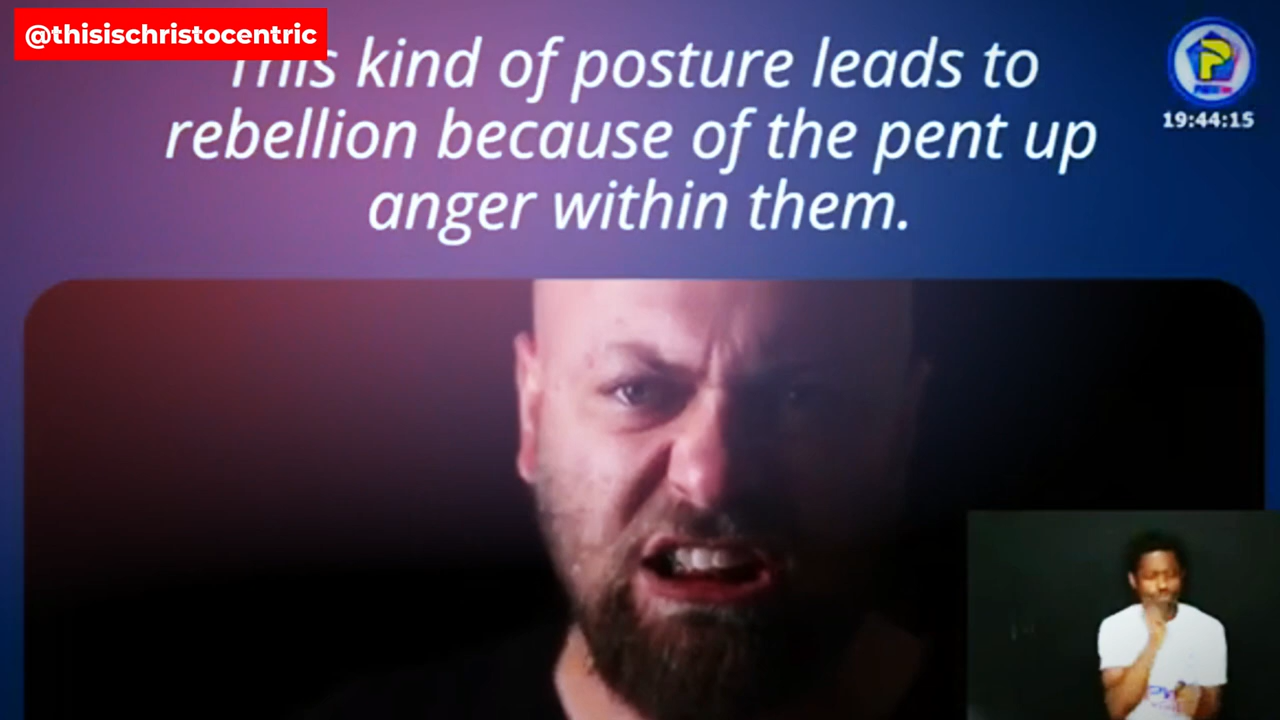 @thisischristocentric
This kind of posture leads to
rebellion because of the pent up
anger within them.
P
19:44:15